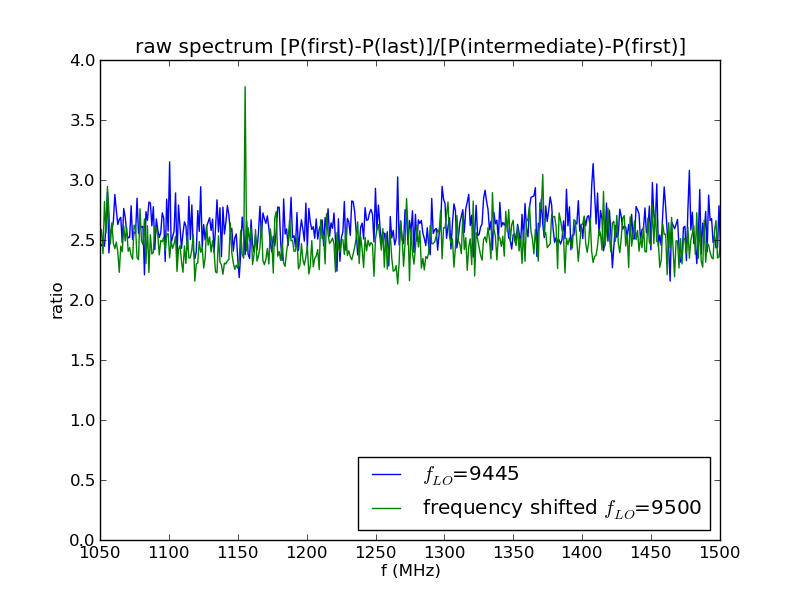 raw spectrum [P(first)-P(last)]/[P(intermediate)-P(first)]
4.0
3.5
3.0
2.5
2.0
1.5
1.0
0.5
0.0
ratio
f_LO=9445
frequency shifted f_LO=9500
1050 1100 1150 1200 1250 1300 1350 1400 1450 1500
f (MHz)